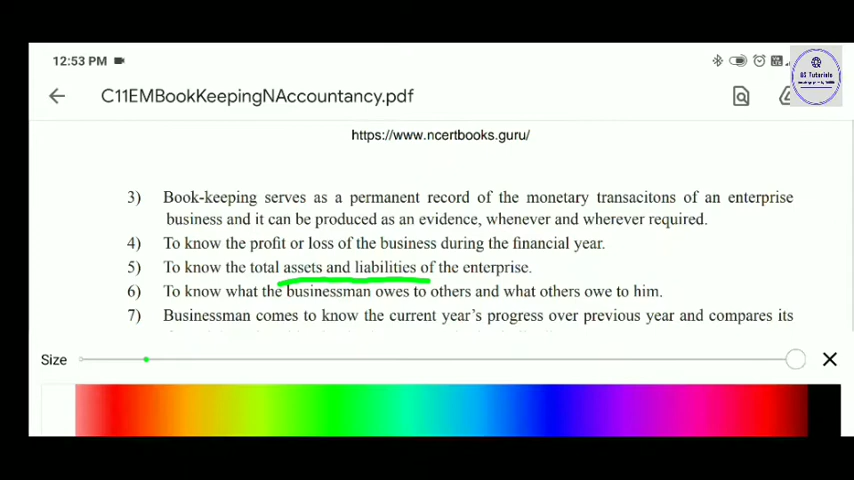 12:53 PM
GS Tutorials
C11EMBookKeepingNAccountancy.pdf
https://www.ncertbooks.guru/
3) Book-keeping serves as a permanent record of the monetary transacitons of an enterprise
business and it can be produced as an evidence, whenever and wherever required.
4) To know the profit or loss of the business during the financial year.
5) To know the total assets and liabilities of the enterprise.
6) To know what the businessman owes to others and what others owe to him.
7) Businessman comes to know the current year's progress over previous year and compares its
Size